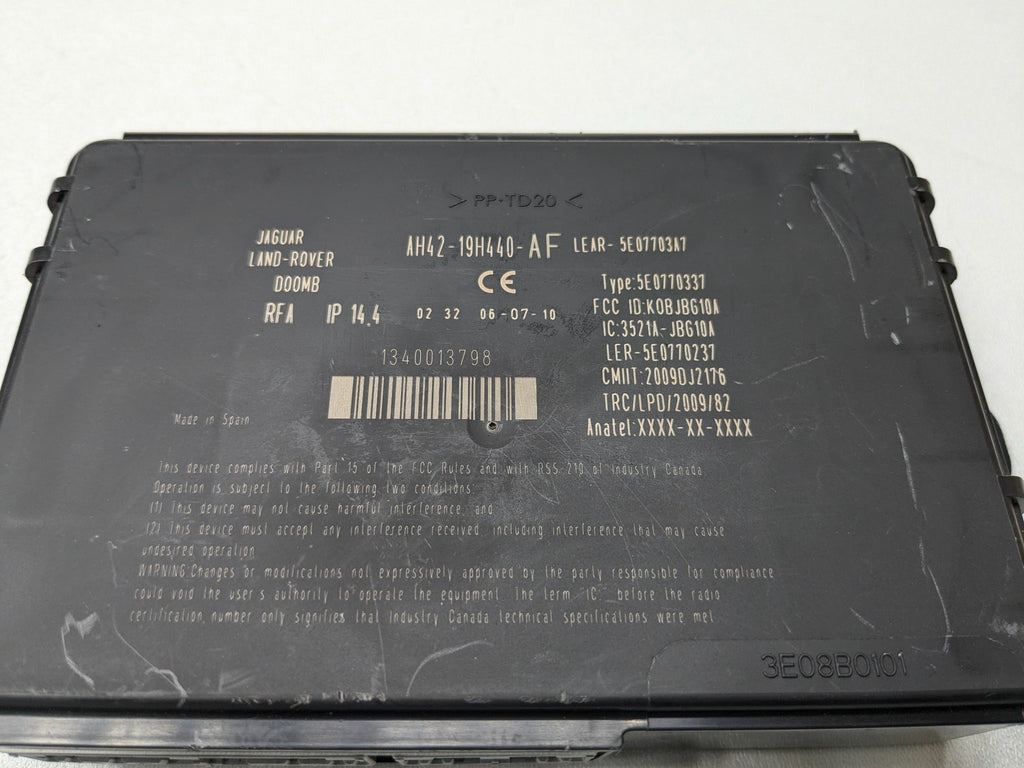 > PP-TD20 <
JAGUAR
LAND-ROVER
D00MB
RFA IP 14.4
AH42-19H440-AF LEAR- 5E07703A7
CE
02 32 06-07-10
1340013798
Type:5E0770337
FCC ID:KOBJBG10A
IC:3521A-JBG10A
LER-5E0770237
CMIIT:2009DJ2176
TRC/LPD/2009/82
Anatel:XXXX-XX-XXXX
Made in Spain
This device complies with Part 15 of the FCC Rules and with RSS 210 of Industry Canada.
Operation is subject to the following two conditions:
(1) This device may not cause harmful interference, and
(2) This device must accept any interference received, including interference that may cause
undesired operation
WARNING:Changes or modifications not expressively approved by the party responsible for compliance
could void the user's authority to operate the equipment. The term "IC:" before the radio
certification number only signifies that Industry Canada technical specifications were met
3E08B0101